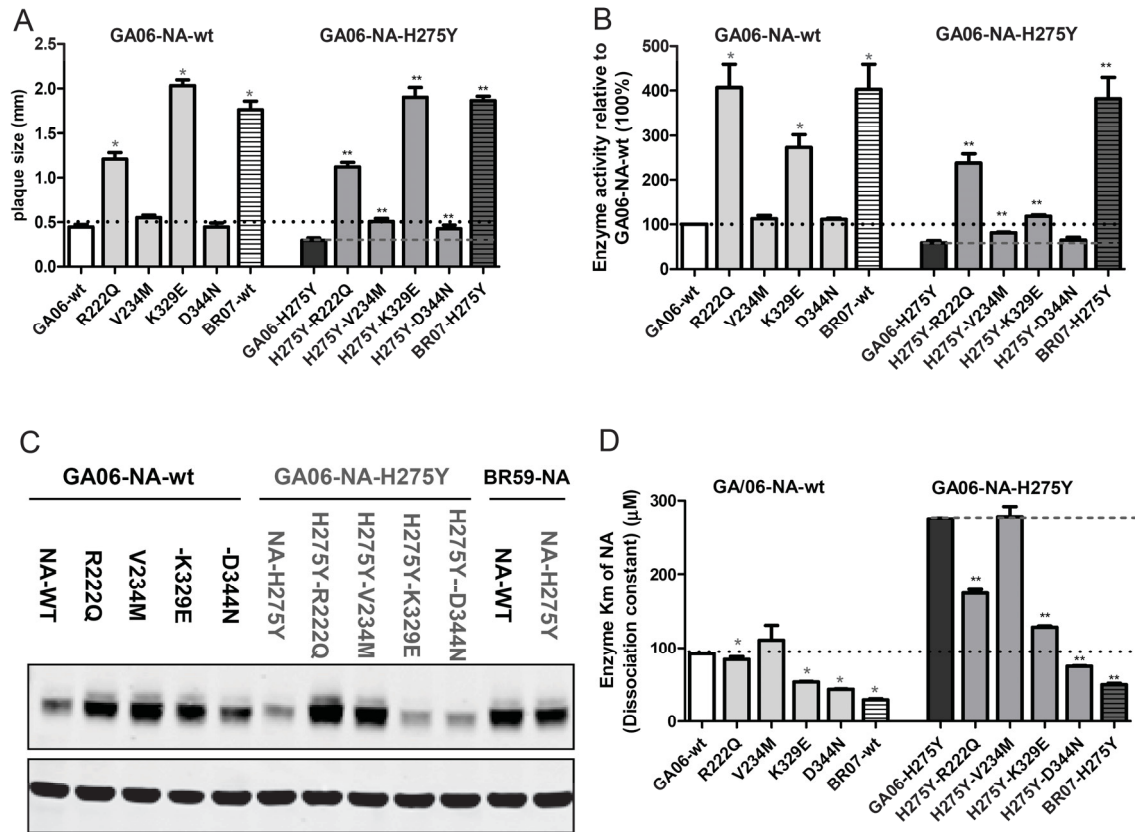 A
GA06-NA-wt
GA06-NA-H275Y
plaque size (mm)
2.5
2.0
1.5
1.0
0.5
0.0
*
*
*
**
**
**
**
**
GA06-wt
R222Q
V234M
K329E
D344N
BR07-wt
GA06-H275Y
H275Y-R222Q
H275Y-V234M
H275Y-K329E
H275Y-D344N
BR07-H275Y
B
GA06-NA-wt
GA06-NA-H275Y
Enzyme activity relative to
GA06-NA-wt (100%)
500
400
300
200
100
0
*
*
*
**
**
**
**
GA06-wt
R222Q
V234M
K329E
D344N
BR07-wt
GA06-H275Y
H275Y-R222Q
H275Y-V234M
H275Y-K329E
H275Y-D344N
BR07-H275Y
C
GA06-NA-wt
GA06-NA-H275Y
BR59-NA
NA-WT
R222Q
V234M
-K329E
-D344N
NA-H275Y
H275Y-R222Q
H275Y-V234M
H275Y-K329E
H275Y--D344N
NA-WT
NA-H275Y
D
GA/06-NA-wt
GA06-NA-H275Y
Enzyme Km of NA
(Dissociation constant) (μM)
300
200
100
0
*
*
*
*
**
**
**
**
GA06-wt
R222Q
V234M
K329E
D344N
BR07-wt
GA06-H275Y
H275Y-R222Q
H275Y-V234M
H275Y-K329E
H275Y-D344N
BR07-H275Y